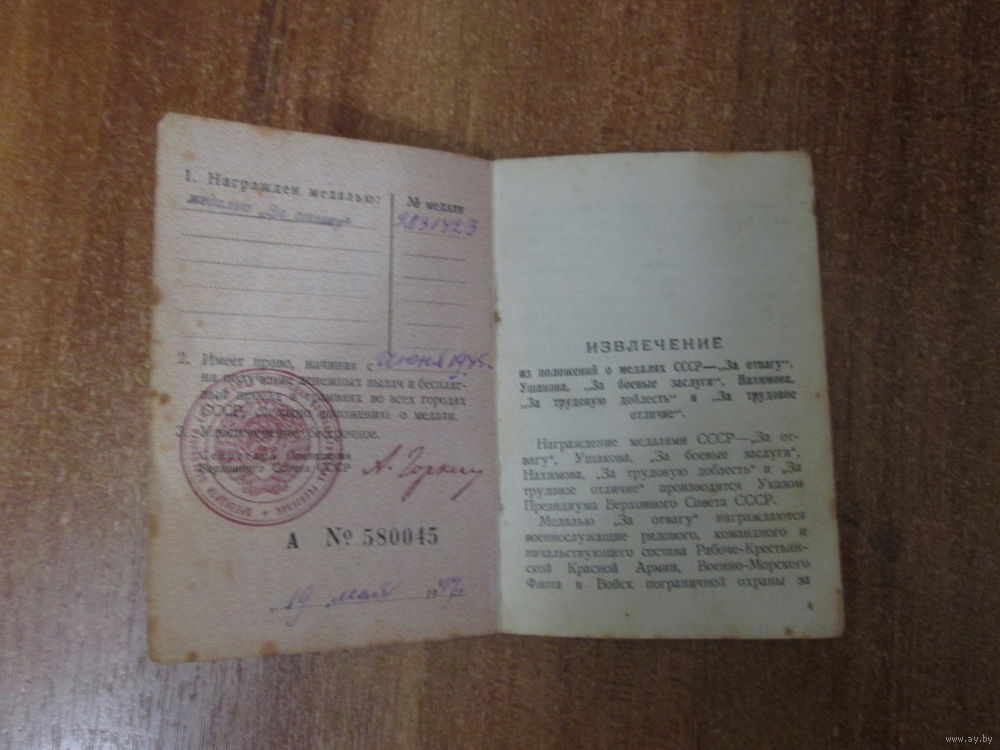 1. Награжден медалью:
№ медали
медалью „За отвагу“
2831423
2. Имеет право, начиная с июня 1945
на получение денежных выдач и бесплат-
ный проезд в трамваях во всех городах
СССР, согласно положению о медали.
3. Удостоверение бессрочное.
Секретарь Президиума
Верховного Совета СССР А. Горкин
А № 580045
19 мая 1947
ИЗВЛЕЧЕНИЕ
из положений о медалях СССР—„За отвагу“,
Ушакова, „За боевые заслуги“, Нахимова,
„За трудовую доблесть“ и „За трудовое
отличие“.
Награждение медалями СССР—„За от-
вагу“, Ушакова, „За боевые заслуги“,
Нахимова, „За трудовую доблесть“ и „За
трудовое отличие“ производится Указом
Президиума Верховного Совета СССР.
Медалью „За отвагу“ награждаются
военнослужащие рядового, командного и
начальствующего состава Рабоче-Крестьян-
ской Красной Армии, Военно-Морского
Флота и Войск пограничной охраны за
4
www.ay.by